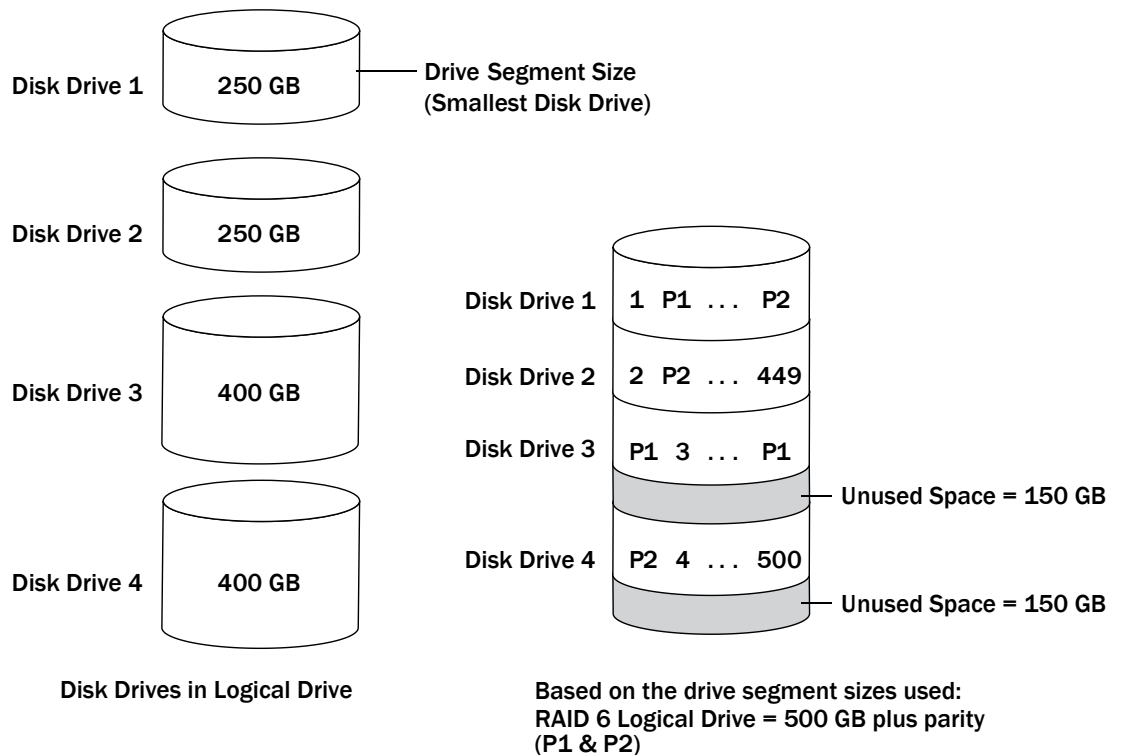 Disk Drive 1
250 GB
Drive Segment Size
(Smallest Disk Drive)
Disk Drive 2
250 GB
Disk Drive 3
400 GB
Disk Drive 4
400 GB
Disk Drives in Logical Drive
Disk Drive 1
1 P1 ... P2
Disk Drive 2
2 P2 ... 449
Disk Drive 3
P1 3 ... P1
Unused Space = 150 GB
Disk Drive 4
P2 4 ... 500
Unused Space = 150 GB
Based on the drive segment sizes used:
RAID 6 Logical Drive = 500 GB plus parity
(P1 & P2)